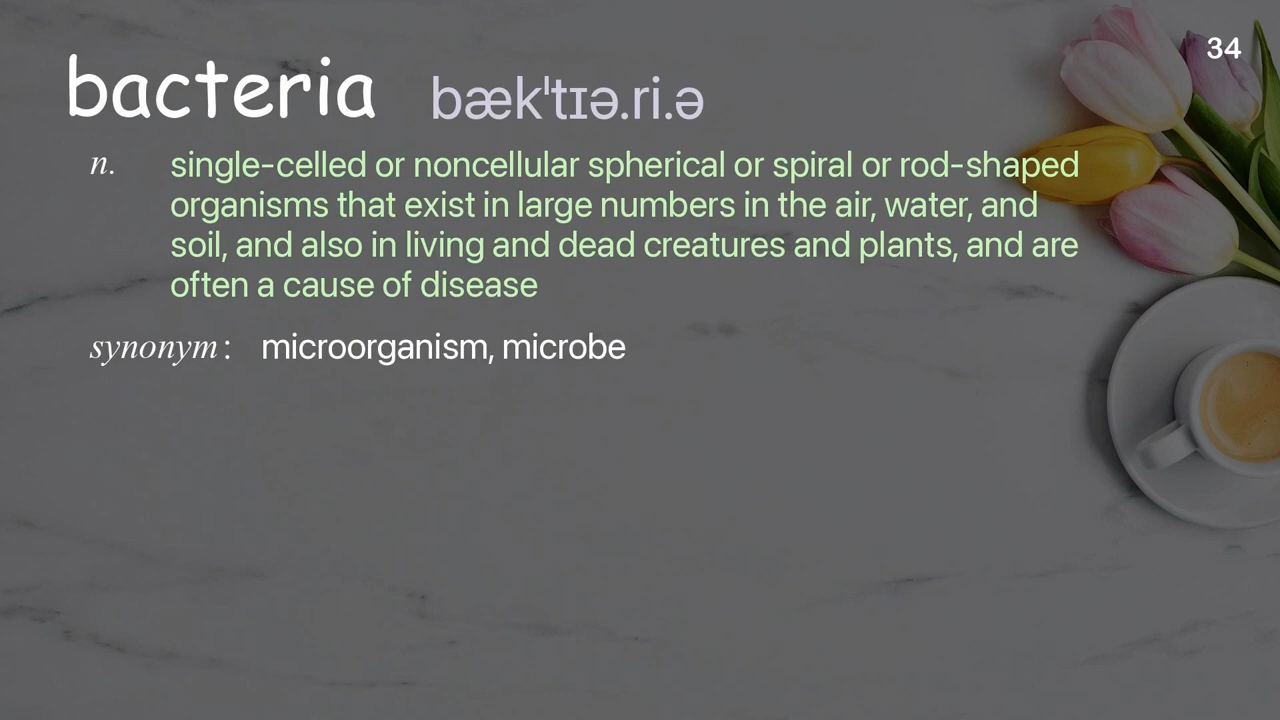 34
bacteria bækˈtɪə.ri.ə
n. single-celled or noncellular spherical or spiral or rod-shaped
organisms that exist in large numbers in the air, water, and
soil, and also in living and dead creatures and plants, and are
often a cause of disease
synonym: microorganism, microbe